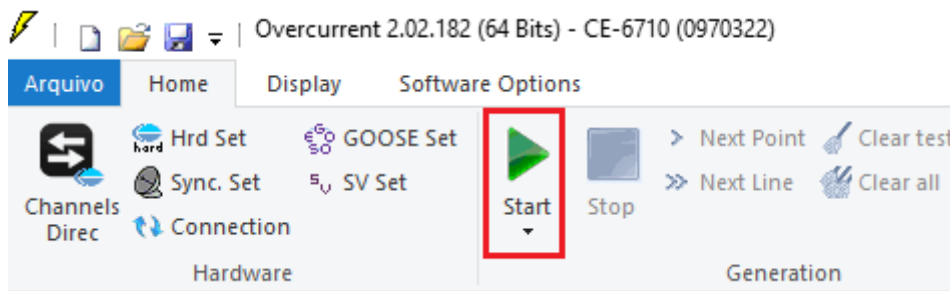 Overcurrent 2.02.182 (64 Bits) - CE-6710 (0970322)
Arquivo Home Display Software Options
Hrd Set
GOOSE Set
Sync. Set
SV Set
Connection
Channels
Direc
Hardware
Start
Stop
Next Point
Clear test
Next Line
Clear all
Generation